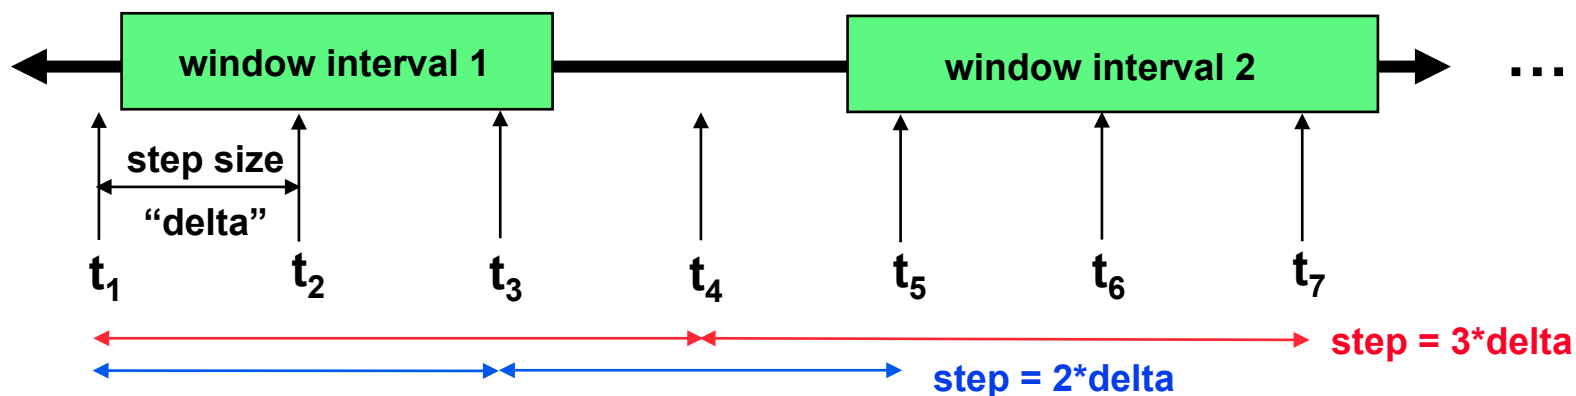 window interval 1
window interval 2
...
step size
“delta”
t1
t2
t3
t4
t5
t6
t7
step = 3*delta
step = 2*delta